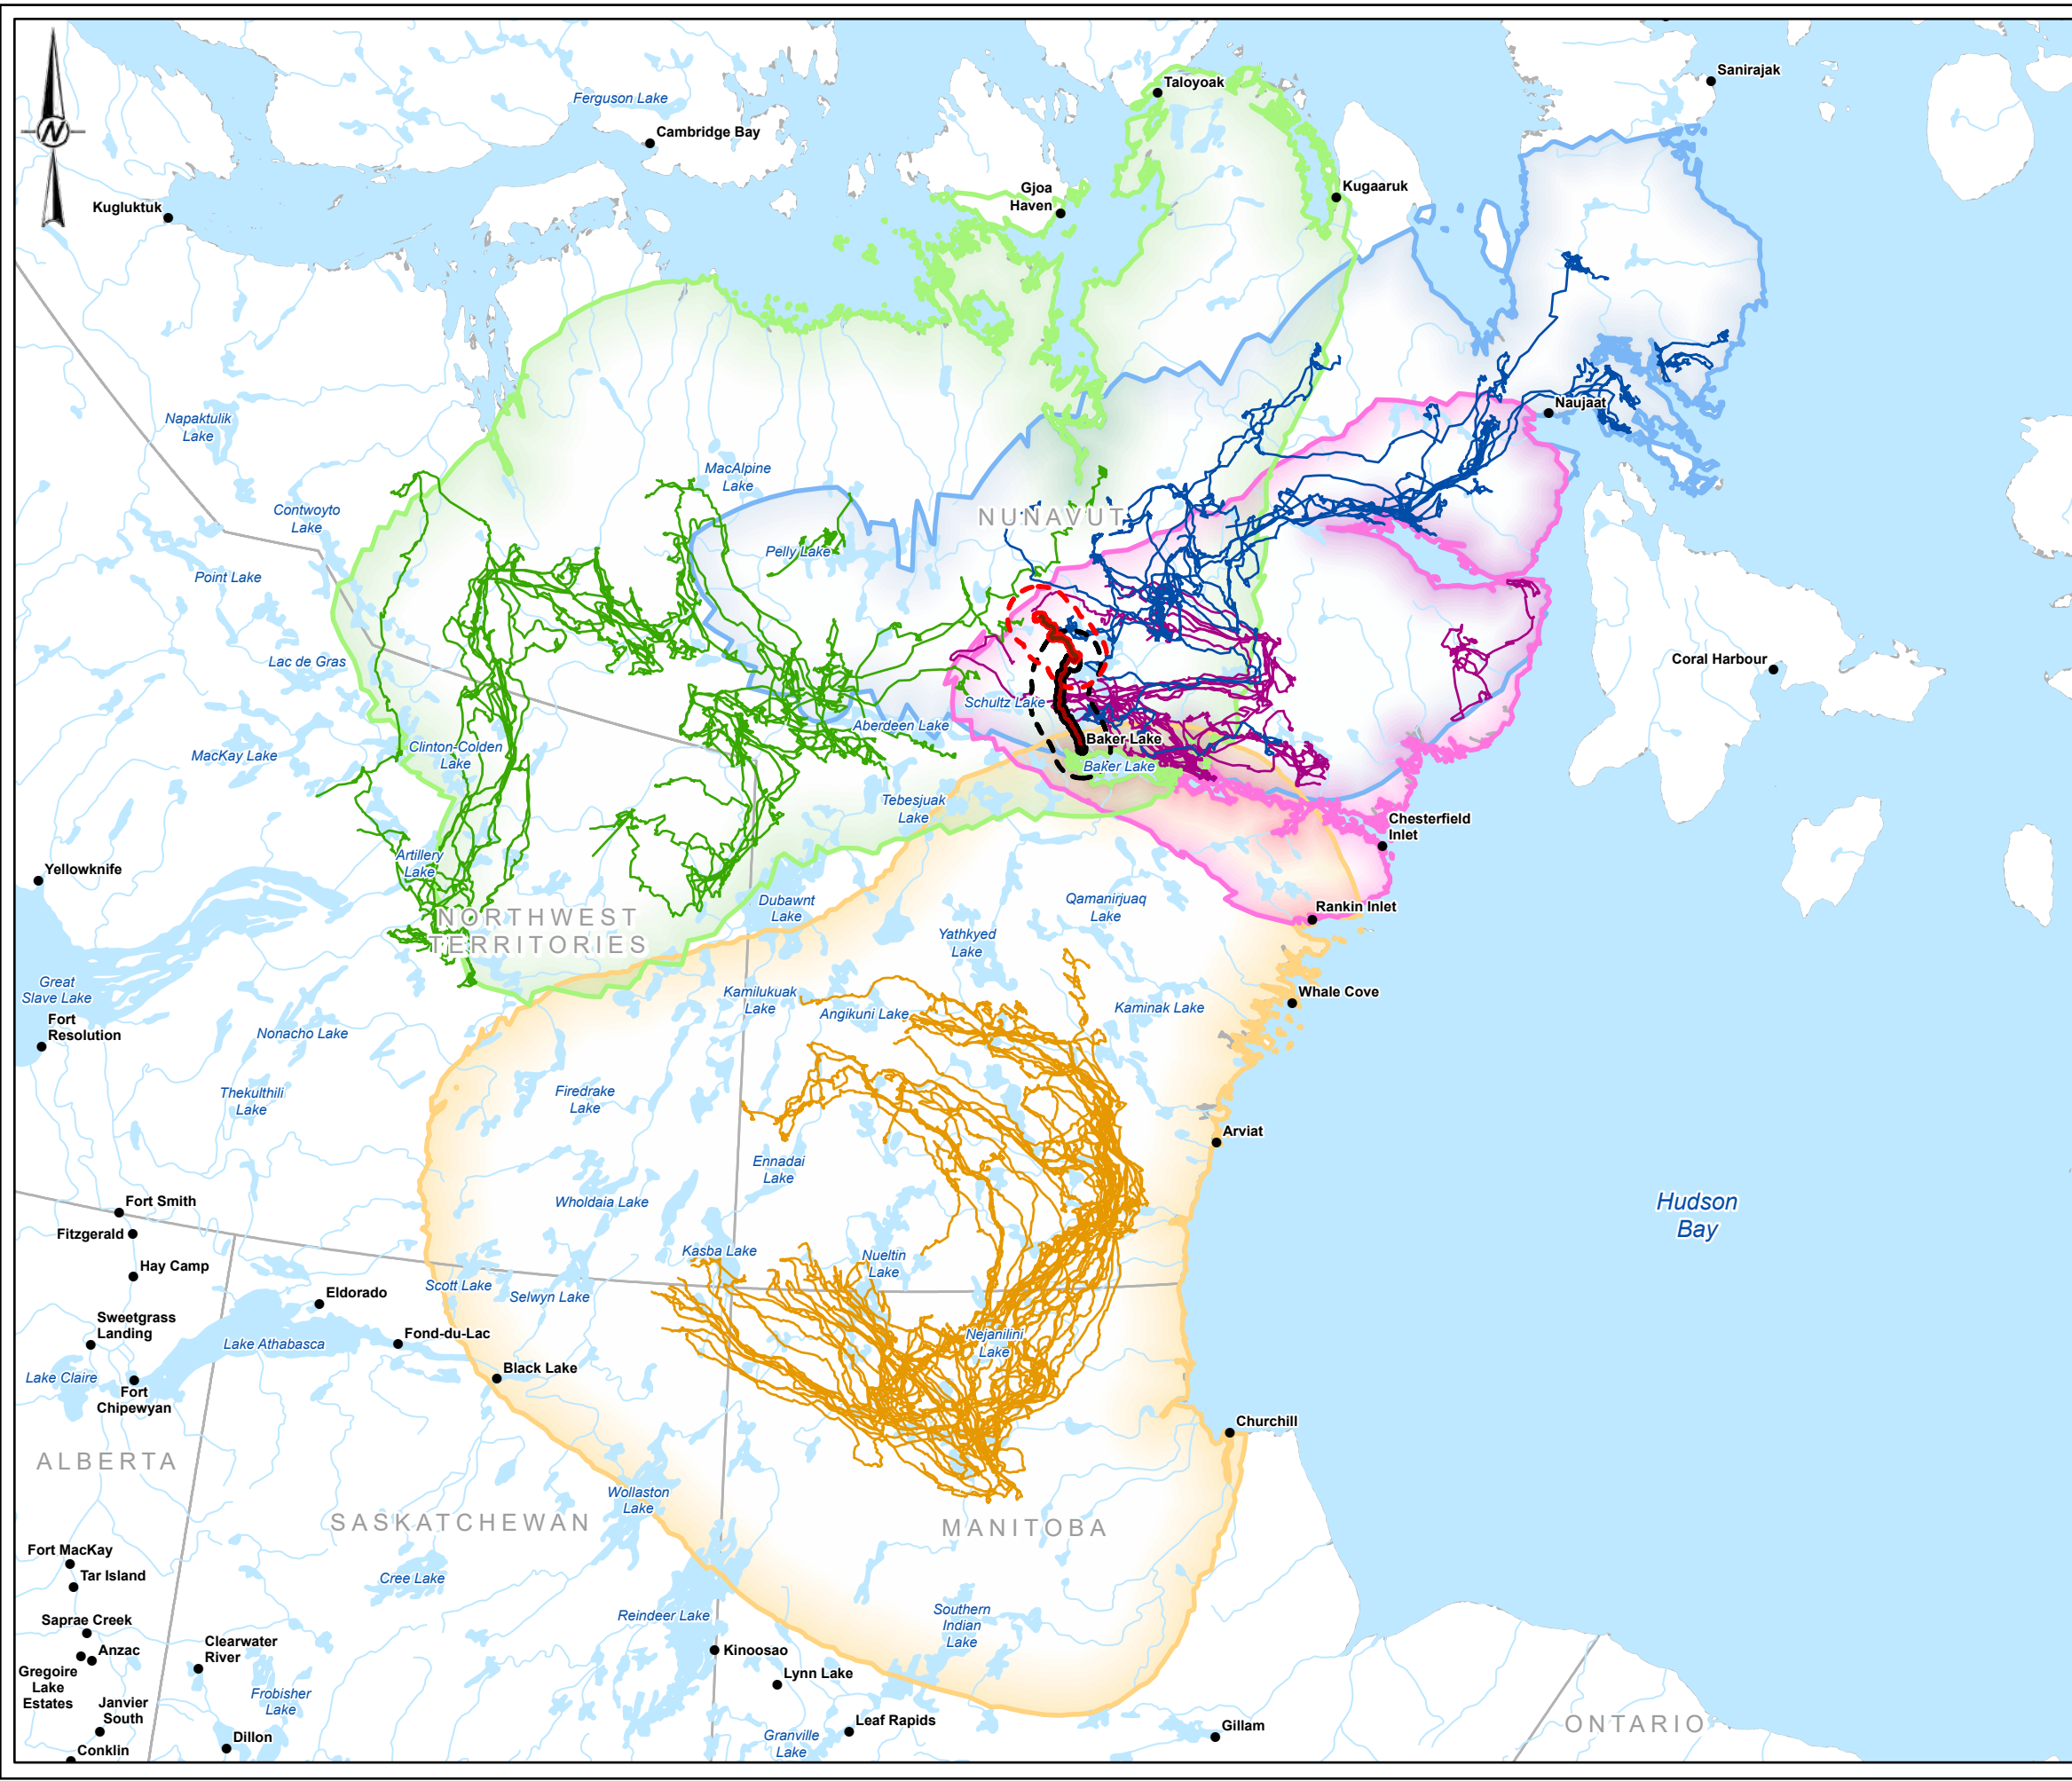 Sanirajak
Taloyoak
Ferguson Lake
Cambridge Bay
Gjoa
Haven
Kugaaruk
N
Kugluktuk
Naujaat
Napaktulik
Lake
MacAlpine
Lake
Contwoyto
Lake
NUNAVUT
Pelly Lake
Point Lake
Lac de Gras
Coral Harbour
Schultz Lake
Aberdeen Lake
Baker Lake
Baker Lake
Clinton-Colden
Lake
MacKay Lake
Tebesjuak
Lake
Chesterfield
Inlet
Artillery
Lake
Yellowknife
Dubawnt
Lake
Qamanirjuaq
Lake
Rankin Inlet
NORTHWEST
TERRITORIES
Yathkyed
Lake
Great
Slave Lake
Kamilukuak
Lake
Angikuni Lake
Kaminak Lake
Whale Cove
Fort
Resolution
Nonacho Lake
Thekulthili
Lake
Firedrake
Lake
Arviat
Ennadai
Lake
Wholdaia Lake
Hudson
Bay
Fort Smith
Fitzgerald
Hay Camp
Kasba Lake
Nueltin
Lake
Scott Lake
Selwyn Lake
Eldorado
Sweetgrass
Landing
Lake Athabasca
Fond-du-Lac
Nejanilini
Lake
Lake Claire
Fort
Chipewyan
Black Lake
Churchill
ALBERTA
Wollaston
Lake
SASKATCHEWAN
MANITOBA
Fort MacKay
Tar Island
Cree Lake
Saprae Creek
Anzac
Gregoire
Lake
Estates
Clearwater
River
Reindeer Lake
Southern
Indian
Lake
Kinoosao
Lynn Lake
Frobisher
Lake
Janvier
South
Conklin
Dillon
Leaf Rapids
Granville
Lake
Gillam
ONTARIO